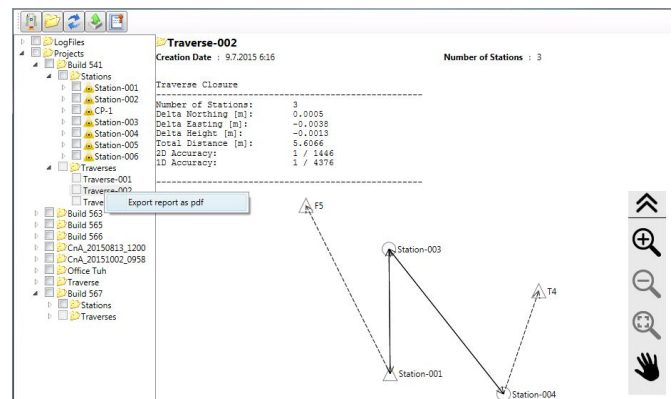 LogFiles
Projects
Build 541
Stations
Station-001
Station-002
CP-1
Station-003
Station-004
Station-005
Station-006
Traverses
Traverse-001
Traverse-002
Trave
Export report as pdf
Build 563
Build 565
Build 566
CnA_20150813_1200
CnA_20151002_0958
Office Tuh
Traverse
Build 567
Stations
Traverses
Traverse-002
Creation Date : 9.7.2015 6:16 Number of Stations : 3
Traverse Closure
Number of Stations: 3
Delta Northing [m]: 0.0005
Delta Easting [m]: -0.0038
Delta Height [m]: -0.0013
Total Distance [m]: 5.6066
2D Accuracy: 1 / 1446
1D Accuracy: 1 / 4376
F5
Station-003
T4
Station-001
Station-004